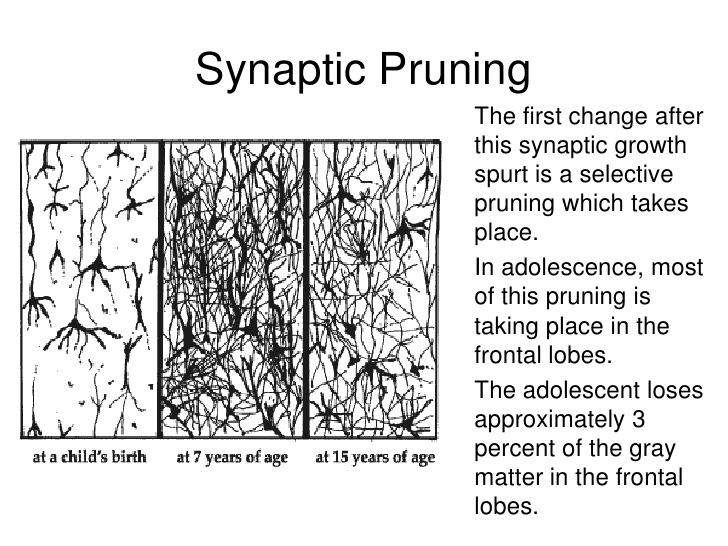 Synaptic Pruning
The first change after
this synaptic growth
spurt is a selective
pruning which takes
place.
In adolescence, most
of this pruning is
taking place in the
frontal lobes.
The adolescent loses
approximately 3
percent of the gray
matter in the frontal
lobes.
at a child's birth
at 7 years of age
at 15 years of age